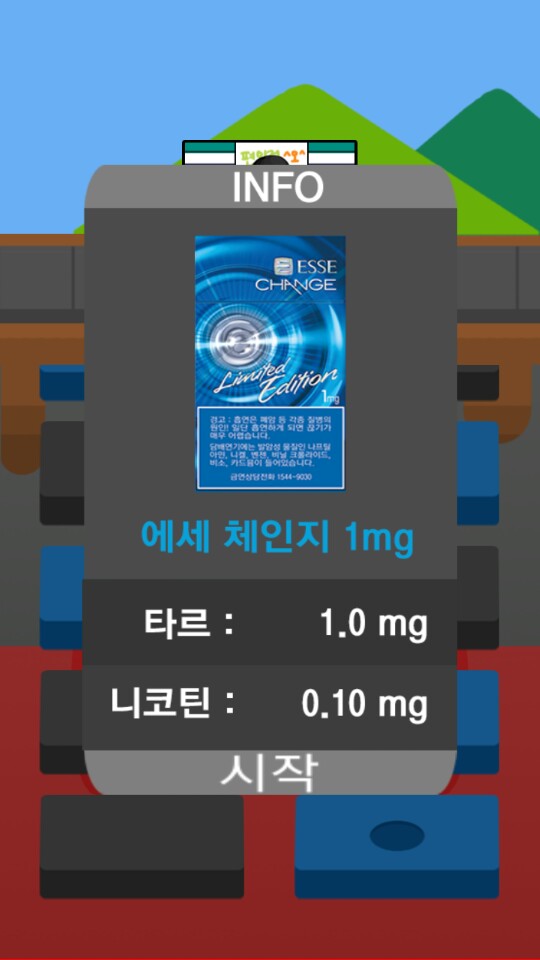 INFO
ESSE
CHANGE
Limited
Edition
1mg
경고 : 흡연은 폐암 등 각종 질병의
원인! 일단 흡연하게 되면 끊기가
매우 어렵습니다.
담배연기에는 발암성 물질인 나프틸
아민, 니켈, 벤젠, 비닐 크롤라이드,
비소, 카드뮴이 들어있습니다.
금연상담전화 1544-9030
에세 체인지 1mg
타르 : 1.0 mg
니코틴 : 0.10 mg
시작